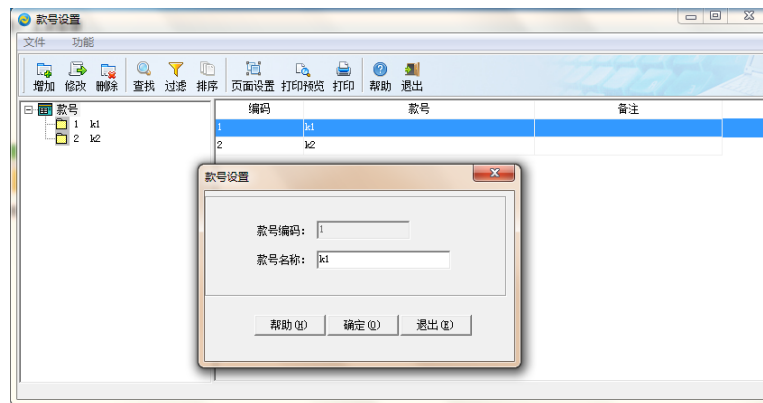 款号设置
文件 功能
增加 修改 删除 查找 过滤 排序 页面设置 打印预览 打印 帮助 退出
款号 编码 款号 备注
1 k1 1 k1
2 k2 2 k2
款号设置
款号编码: 1
款号名称: k1
帮助(H) 确定(O) 退出(E)